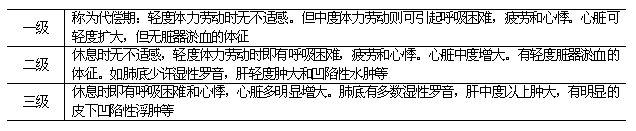 一级
称为代偿期：轻度体力劳动时无不适感。但中度体力劳动则可引起呼吸困难，疲劳和心悸。心脏可
轻度扩大，但无脏器淤血的体征
二级
休息时无不适感，轻度体力劳动时即有呼吸困难，疲劳和心悸。心脏中度增大。有轻度脏器淤血的
体征。如肺底少许湿性罗音，肝轻度肿大和凹陷性水肿等
三级
休息时即有呼吸困难和心悸，心脏多明显增大。肺底有多数湿性罗音，肝中度以上肿大，有明显的
皮下凹陷性浮肿等